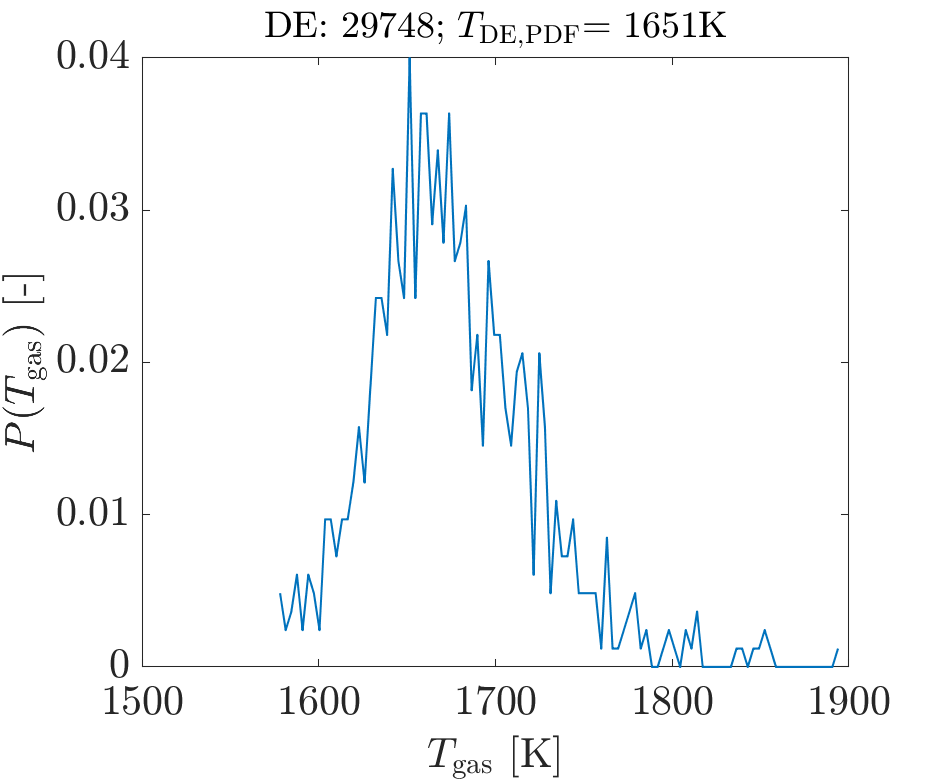 DE: 29748; T_DE,PDF= 1651K
0.04
0.03
0.02
0.01
0
P(T_gas) [-]
1500 1600 1700 1800 1900
T_gas [K]